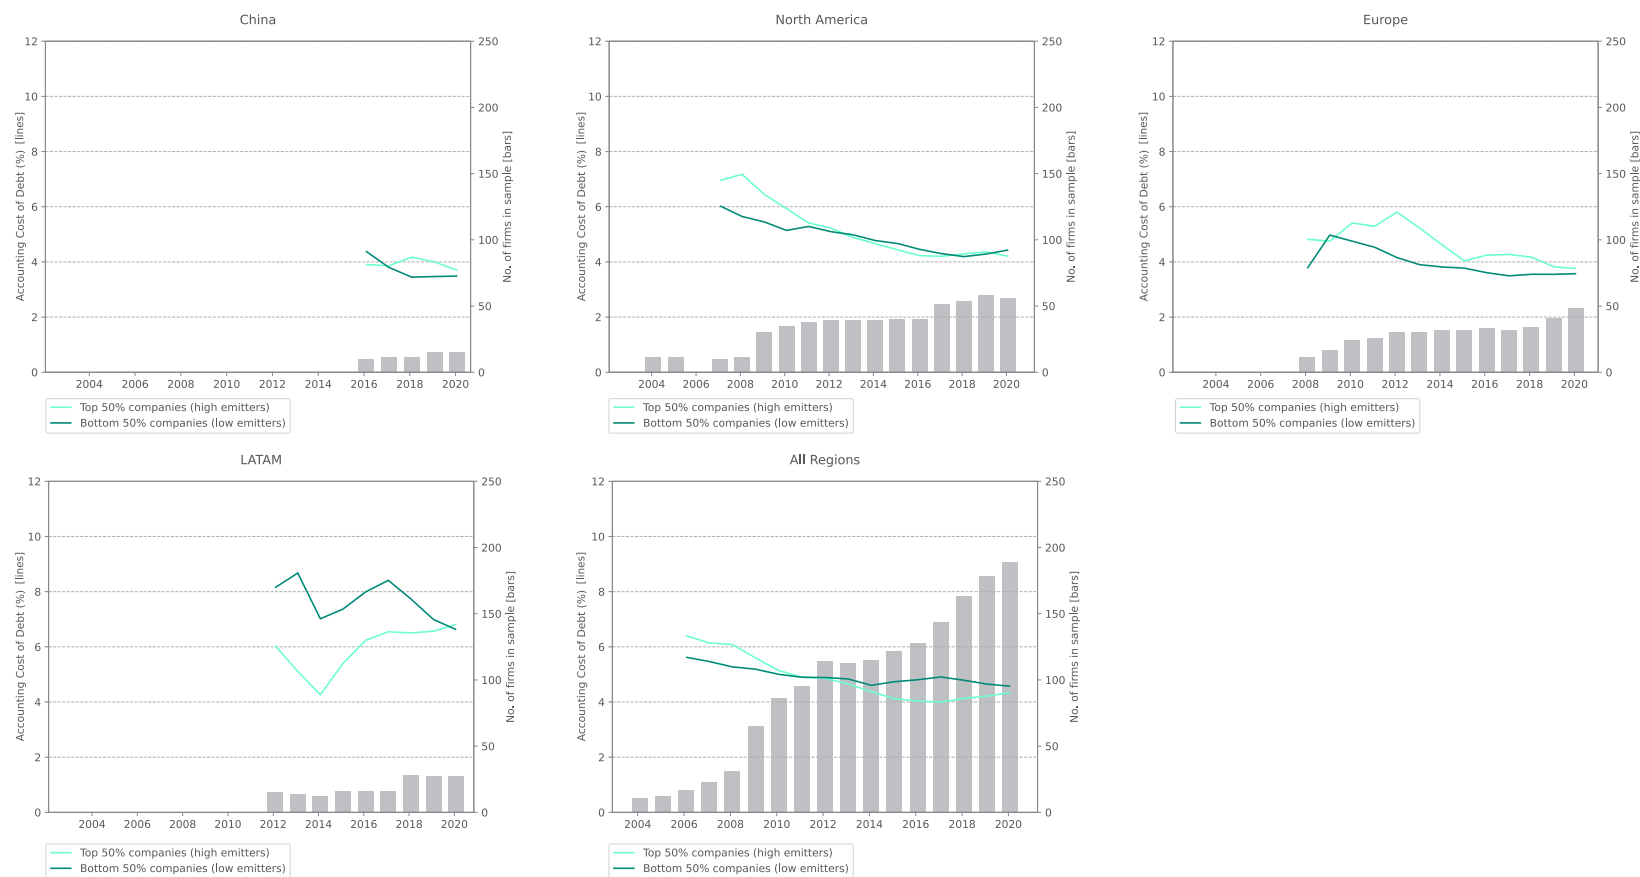 China
12
10
8
6
4
2
0
Accounting Cost of Debt (%) [lines]
250
200
150
100
50
0
No. of firms in sample [bars]
2004 2006 2008 2010 2012 2014 2016 2018 2020
Top 50% companies (high emitters)
Bottom 50% companies (low emitters)
North America
12
10
8
6
4
2
0
Accounting Cost of Debt (%) [lines]
250
200
150
100
50
0
No. of firms in sample [bars]
2004 2006 2008 2010 2012 2014 2016 2018 2020
Top 50% companies (high emitters)
Bottom 50% companies (low emitters)
Europe
12
10
8
6
4
2
0
Accounting Cost of Debt (%) [lines]
250
200
150
100
50
0
No. of firms in sample [bars]
2004 2006 2008 2010 2012 2014 2016 2018 2020
Top 50% companies (high emitters)
Bottom 50% companies (low emitters)
LATAM
12
10
8
6
4
2
0
Accounting Cost of Debt (%) [lines]
250
200
150
100
50
0
No. of firms in sample [bars]
2004 2006 2008 2010 2012 2014 2016 2018 2020
Top 50% companies (high emitters)
Bottom 50% companies (low emitters)
All Regions
12
10
8
6
4
2
0
Accounting Cost of Debt (%) [lines]
250
200
150
100
50
0
No. of firms in sample [bars]
2004 2006 2008 2010 2012 2014 2016 2018 2020
Top 50% companies (high emitters)
Bottom 50% companies (low emitters)